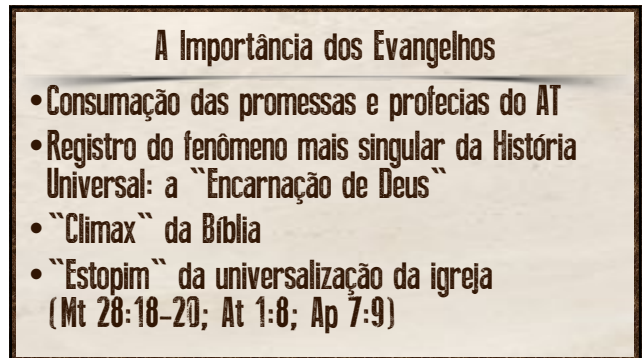 A Importância dos Evangelhos
•Consumação das promessas e profecias do AT
•Registro do fenômeno mais singular da História
Universal: a ``Encarnação de Deus``
• ``Climax`` da Bíblia
• ``Estopim`` da universalização da igreja
(Mt 28:18-20; At 1:8; Ap 7:9)